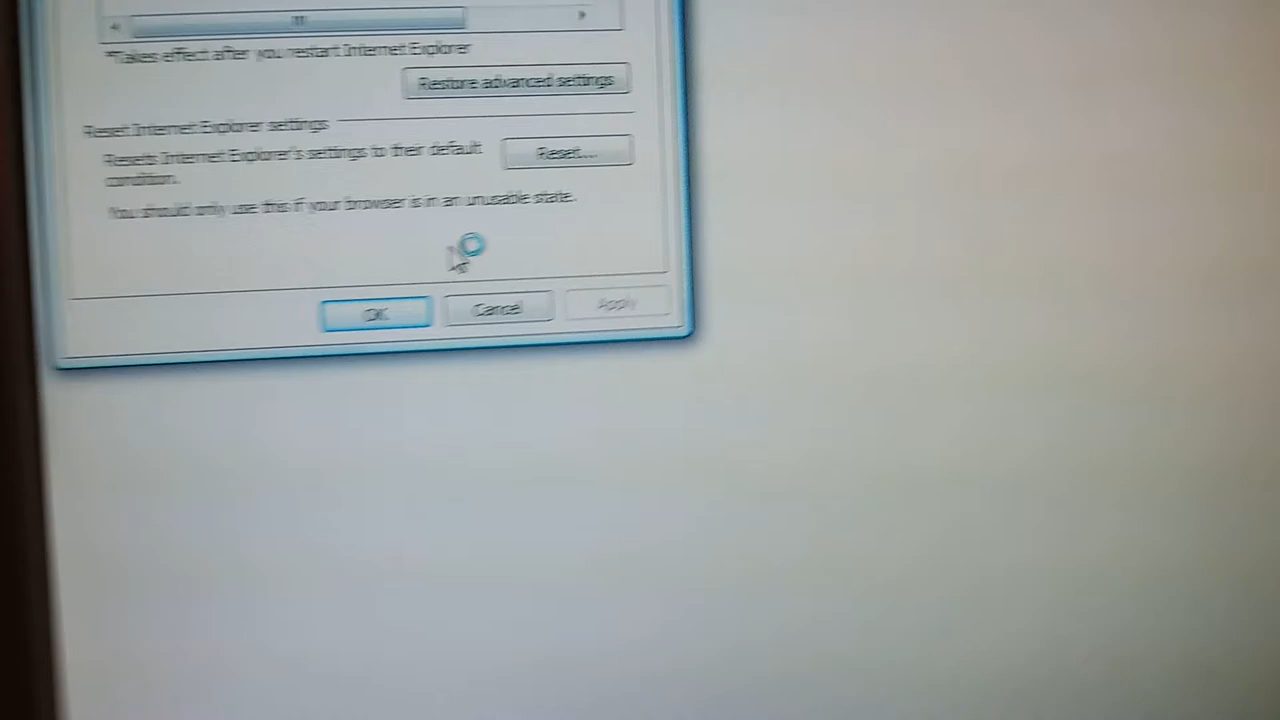 *Takes effect after you restart Internet Explorer
Restore advanced settings
Reset Internet Explorer settings
Resets Internet Explorer's settings to their default
condition.
Reset...
You should only use this if your browser is in an unusable state.
OK
Cancel
Apply